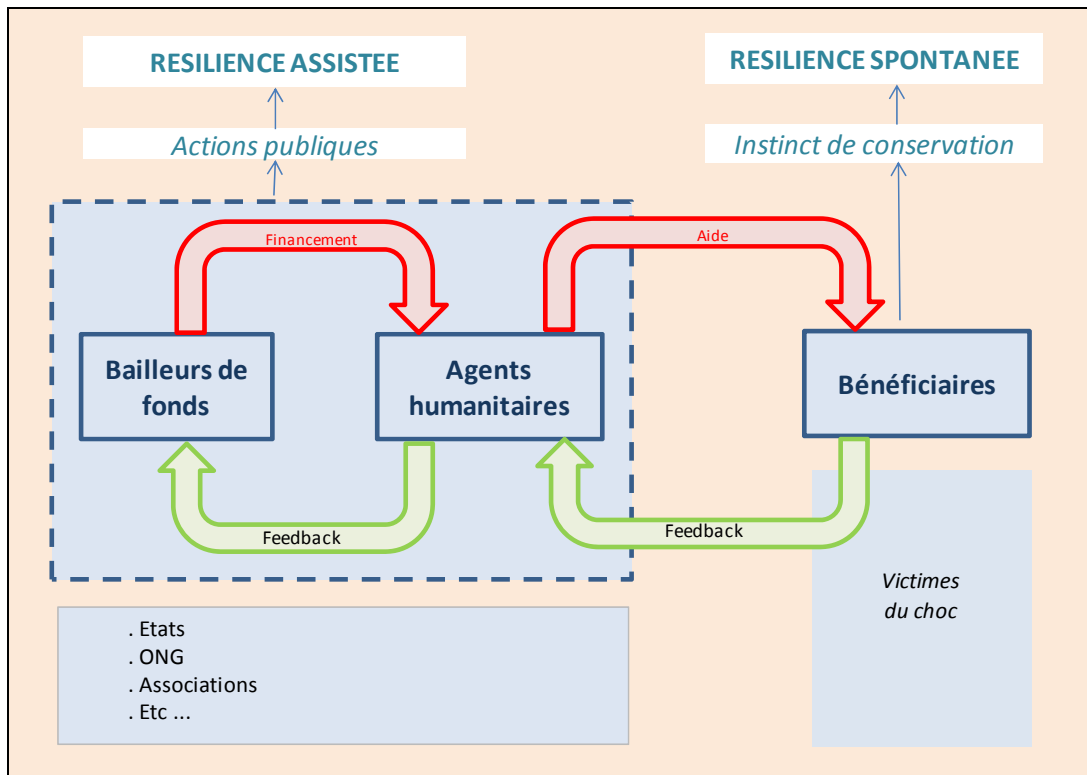 RESILIENCE ASSISTEE
RESILIENCE SPONTANEE
Actions publiques
Instinct de conservation
Financement
Aide
Bailleurs de
fonds
Agents
humanitaires
Bénéficiaires
Feedback
Feedback
Victimes
du choc
. Etats
. ONG
. Associations
. Etc ...